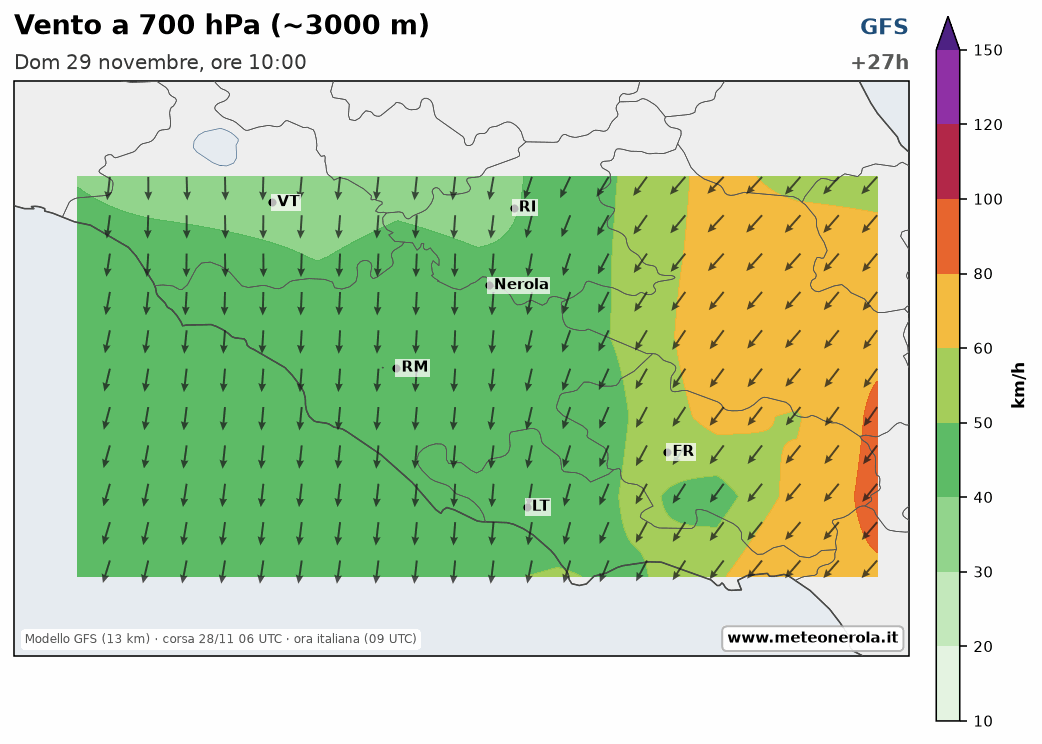 Vento a 700 hPa (~3000 m)
GFS
Dom 29 novembre, ore 10:00
+27h
150
120
100
80
60
50
40
30
20
10
km/h
VT
RI
Nerola
RM
FR
LT
Modello GFS (13 km) · corsa 28/11 06 UTC · ora italiana (09 UTC)
www.meteonerola.it